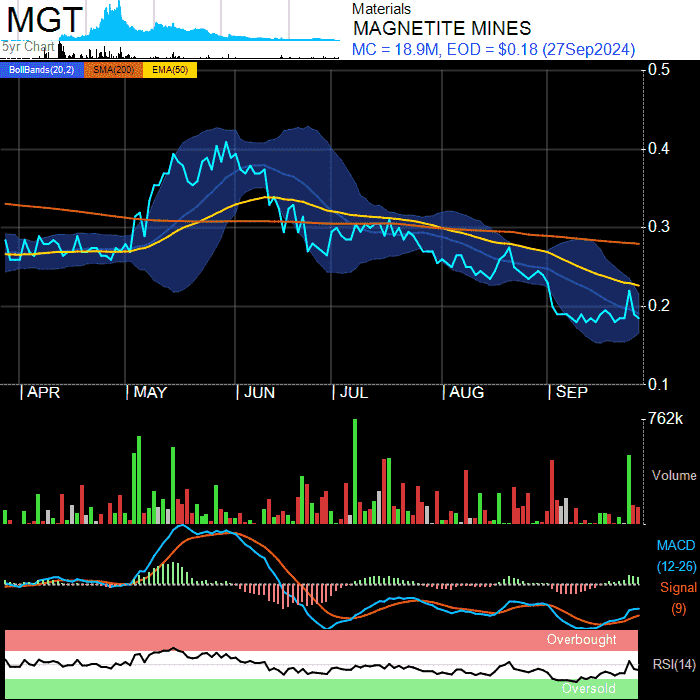 MGT
5yr Chart
Materials
MAGNETITE MINES
MC = 18.9M, EOD = $0.18 (27Sep2024)
BollBands(20,2) SMA(200) EMA(50)
0.5
0.4
0.3
0.2
0.1
APR MAY JUN JUL AUG SEP
762k
Volume
MACD
(12-26)
Signal
(9)
Overbought
RSI(14)
Oversold